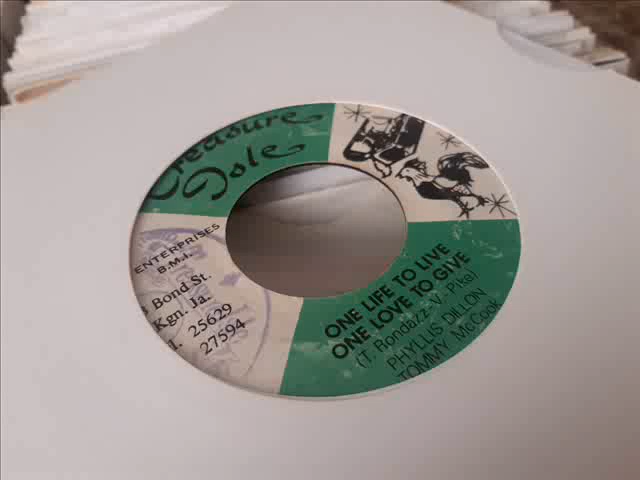 Treasure
Isle
ENTERPRISES
B.M.I.
Bond St.
Kgn. Ja.
25629
27594
ONE LIFE TO LIVE
ONE LOVE TO GIVE
(T. Rondazz-V. Pike)
PHYLLIS DILLON
TOMMY McCook